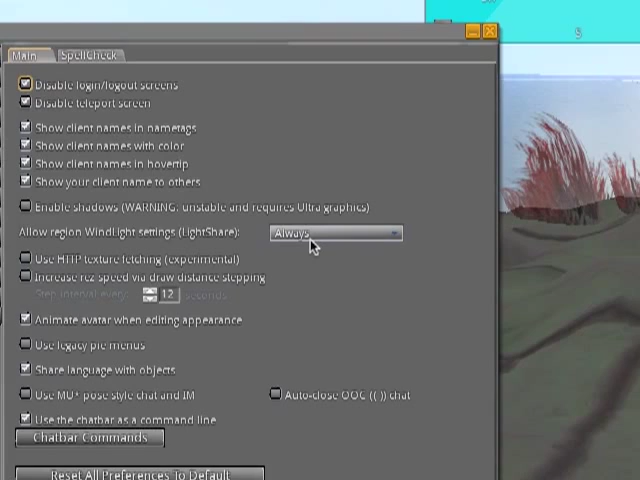 S
Main SpellCheck
Disable login/logout screens
Disable teleport screen
Show client names in nametags
Show client names with color
Show client names in hovertip
Show your client name to others
Enable shadows (WARNING: unstable and requires Ultra graphics)
Allow region WindLight settings (LightShare): Always
Use HTTP texture fetching (experimental)
Increase rez speed via draw distance stepping
Step interval every: 12 seconds
Animate avatar when editing appearance
Use legacy pie menus
Share language with objects
Use MU* pose style chat and IM Auto-close OOC (( )) chat
Use the chatbar as a command line
Chatbar Commands
Reset All Preferences To Default